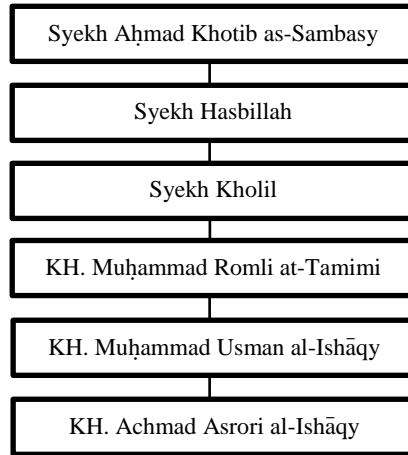 Syekh Aḥmad Khotib as-Sambasy
Syekh Hasbillah
Syekh Kholil
KH. Muḥammad Romli at-Tamimi
KH. Muḥammad Usman al-Ishāqy
KH. Achmad Asrori al-Ishāqy